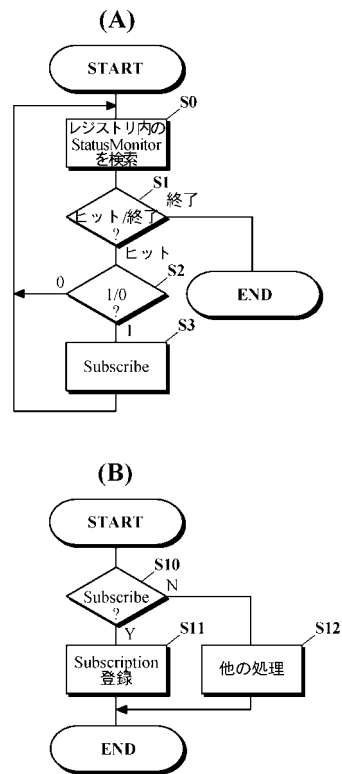 (A)
START
S0
レジストリ内の
StatusMonitor
を検索
S1
終了
ヒット/終了
?
ヒット
S2
0
1/0
END
?
1
S3
Subscribe
(B)
START
S10
N
Subscribe
?
Y
S11
S12
Subscription
登録
他の処理
END